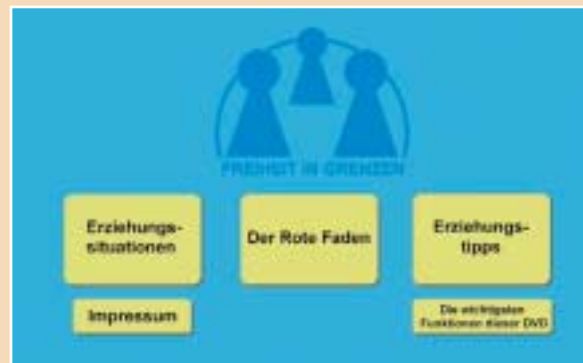 FREIHEIT IN GRENZEN
Erziehungs-
situationen
Der Rote Faden
Erziehungs-
tipps
Impressum
Die wichtigsten
Funktionen dieser DVD